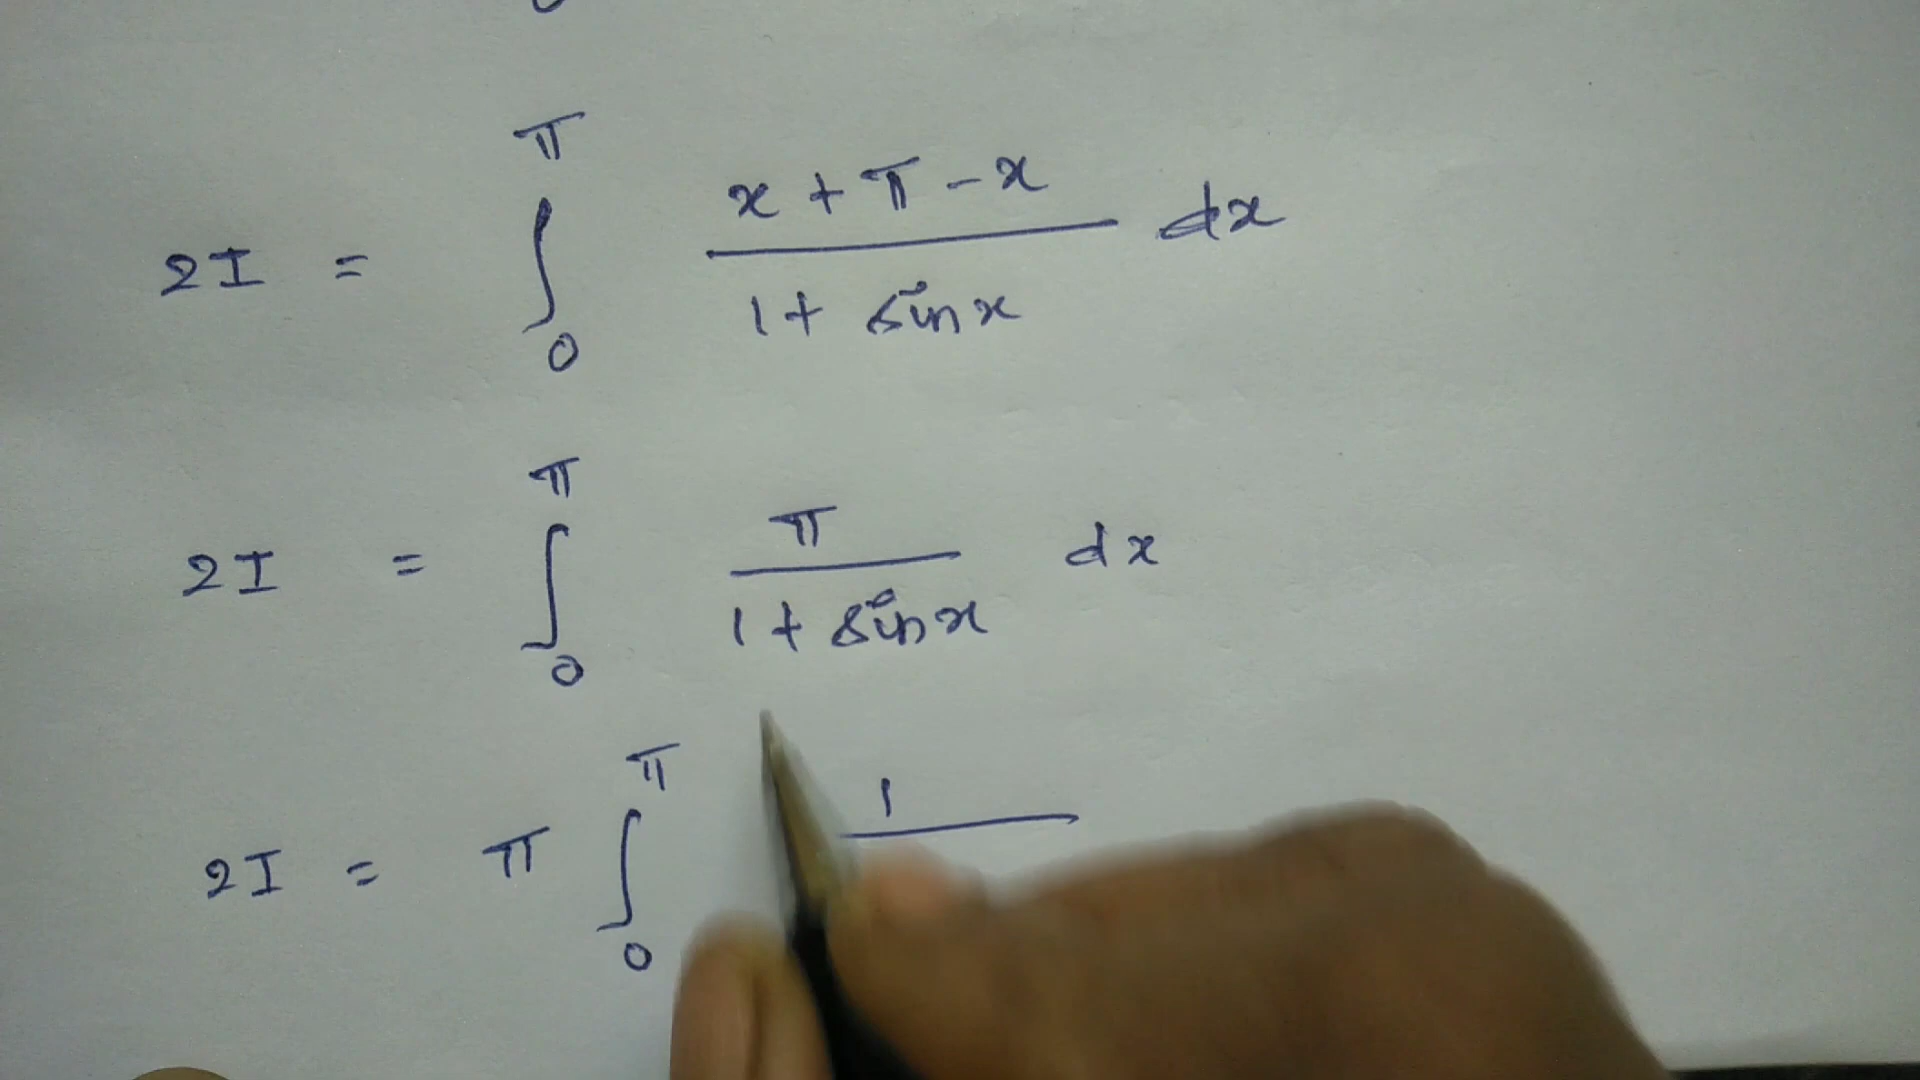 2I = ∫₀^π (x + π - x)/(1 + sin x) dx
2I = ∫₀^π π/(1 + sin x) dx
2I = π ∫₀^π 1/